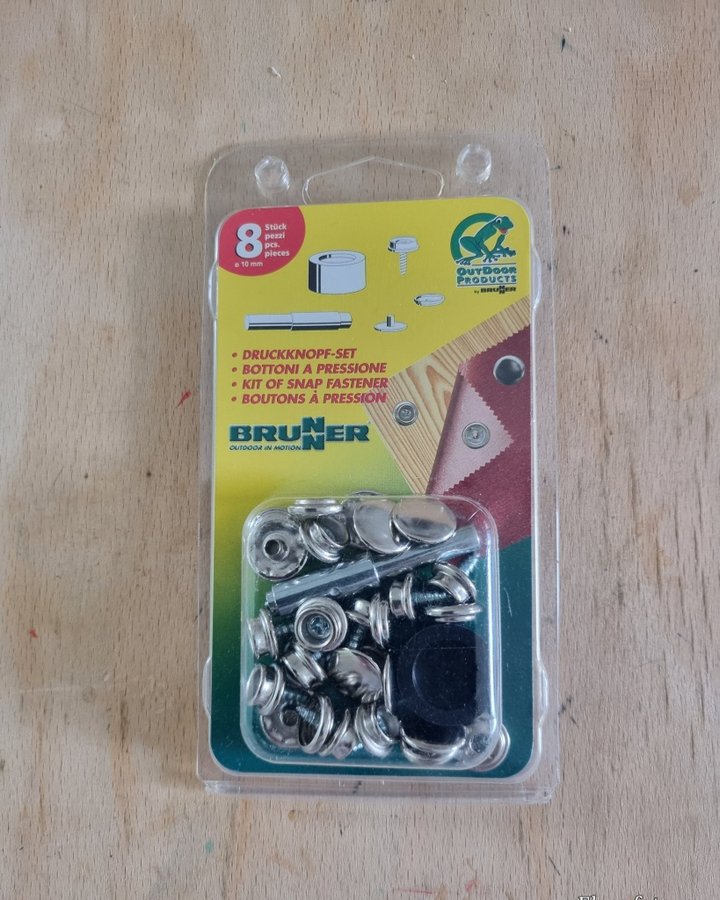 8 Stück
pezzi
pcs.
pieces
ø 10 mm
OUTDOOR
PRODUCTS
by BRUNNER
• DRUCKKNOPF-SET
• BOTTONI A PRESSIONE
• KIT OF SNAP FASTENER
• BOUTONS À PRESSION
BRUNNER
OUTDOOR IN MOTION